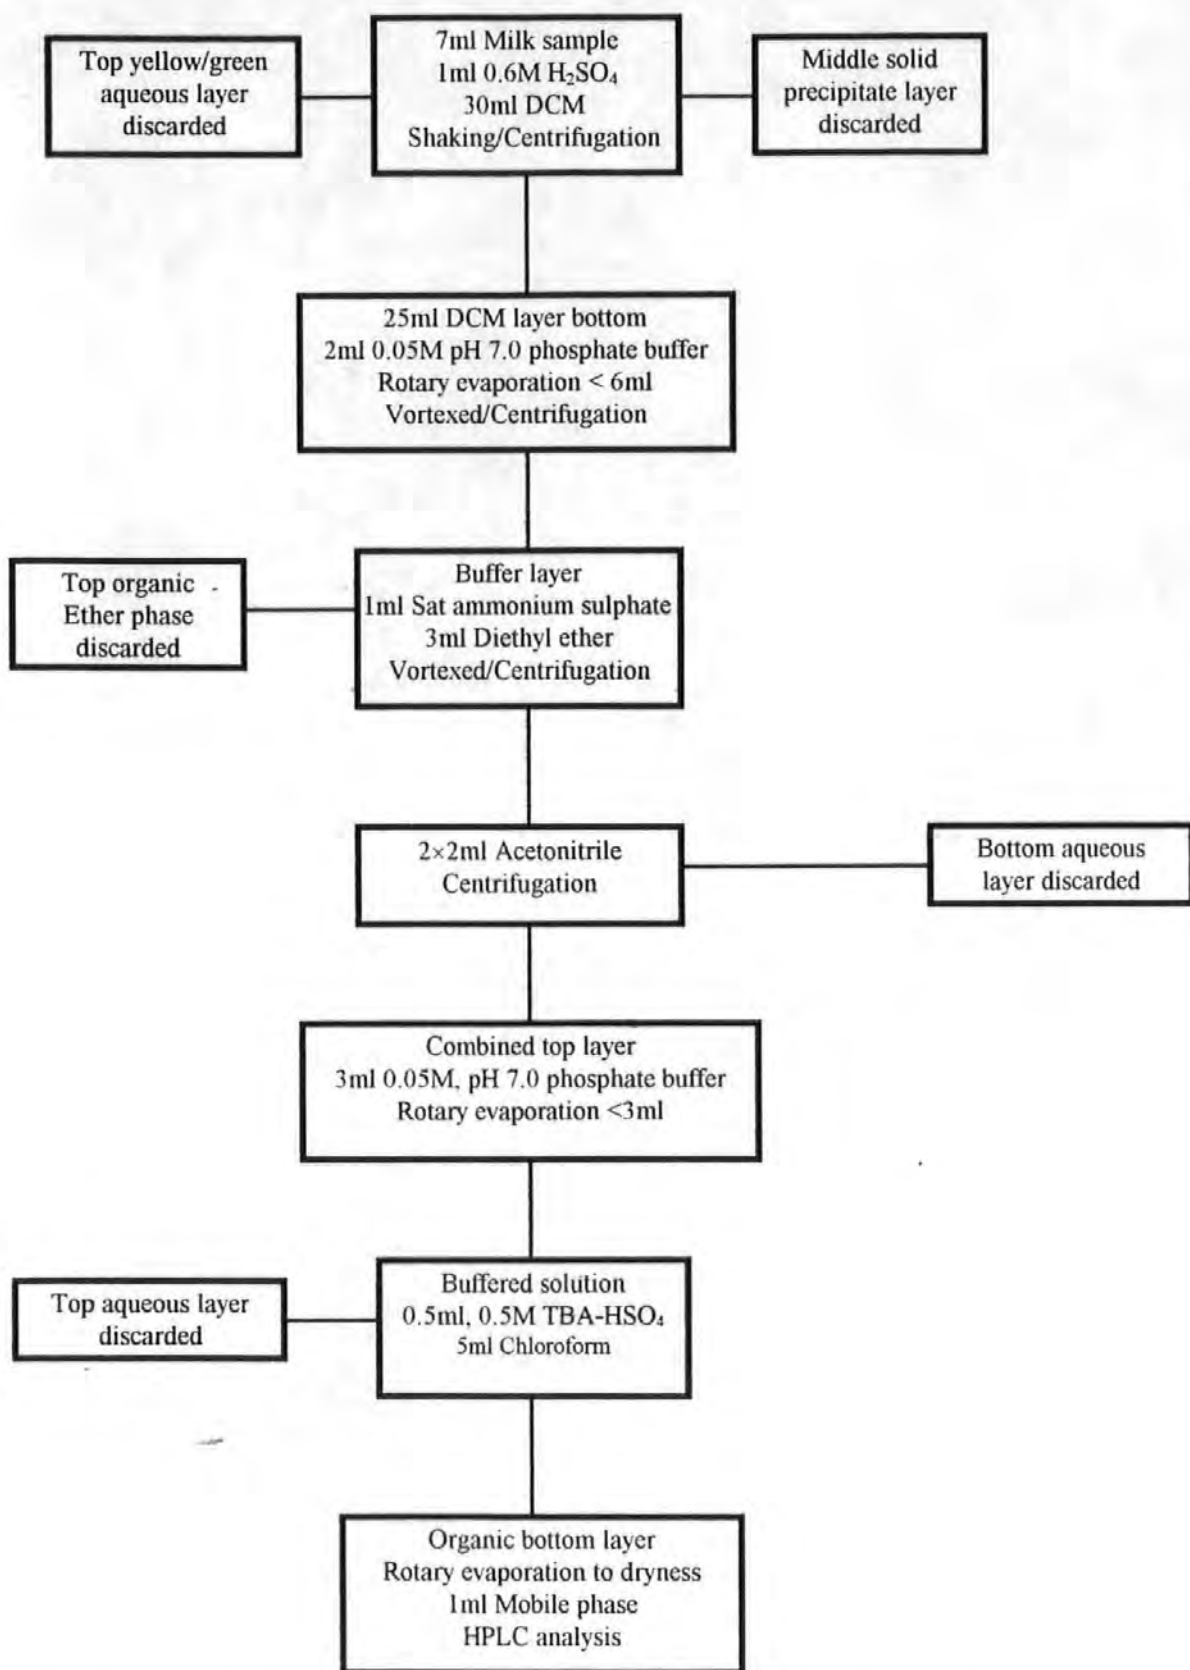 7ml Milk sample
1ml 0.6M H₂SO₄
30ml DCM
Shaking/Centrifugation
Top yellow/green
aqueous layer
discarded
Middle solid
precipitate layer
discarded
25ml DCM layer bottom
2ml 0.05M pH 7.0 phosphate buffer
Rotary evaporation < 6ml
Vortexed/Centrifugation
Buffer layer
1ml Sat ammonium sulphate
3ml Diethyl ether
Vortexed/Centrifugation
Top organic
Ether phase
discarded
2×2ml Acetonitrile
Centrifugation
Bottom aqueous
layer discarded
Combined top layer
3ml 0.05M, pH 7.0 phosphate buffer
Rotary evaporation <3ml
Buffered solution
0.5ml, 0.5M TBA-HSO₄
5ml Chloroform
Top aqueous layer
discarded
Organic bottom layer
Rotary evaporation to dryness
1ml Mobile phase
HPLC analysis